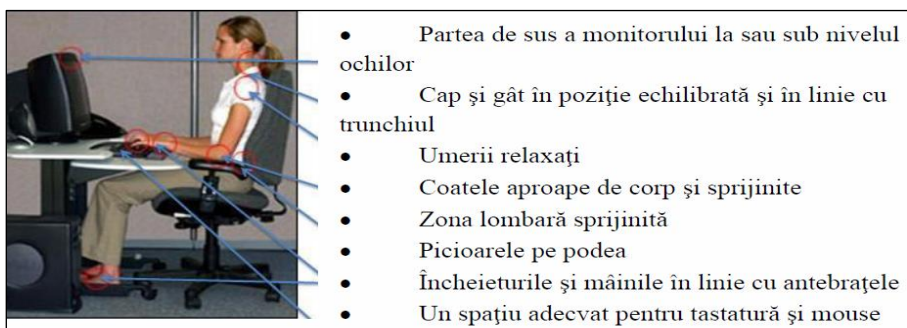 ● Partea de sus a monitorului la sau sub nivelul
ochilor
● Cap şi gât în poziţie echilibrată şi în linie cu
trunchiul
● Umerii relaxaţi
● Coatele aproape de corp şi sprijinite
● Zona lombară sprijinită
● Picioarele pe podea
● Încheieturile şi mâinile în linie cu antebraţele
● Un spaţiu adecvat pentru tastatură şi mouse